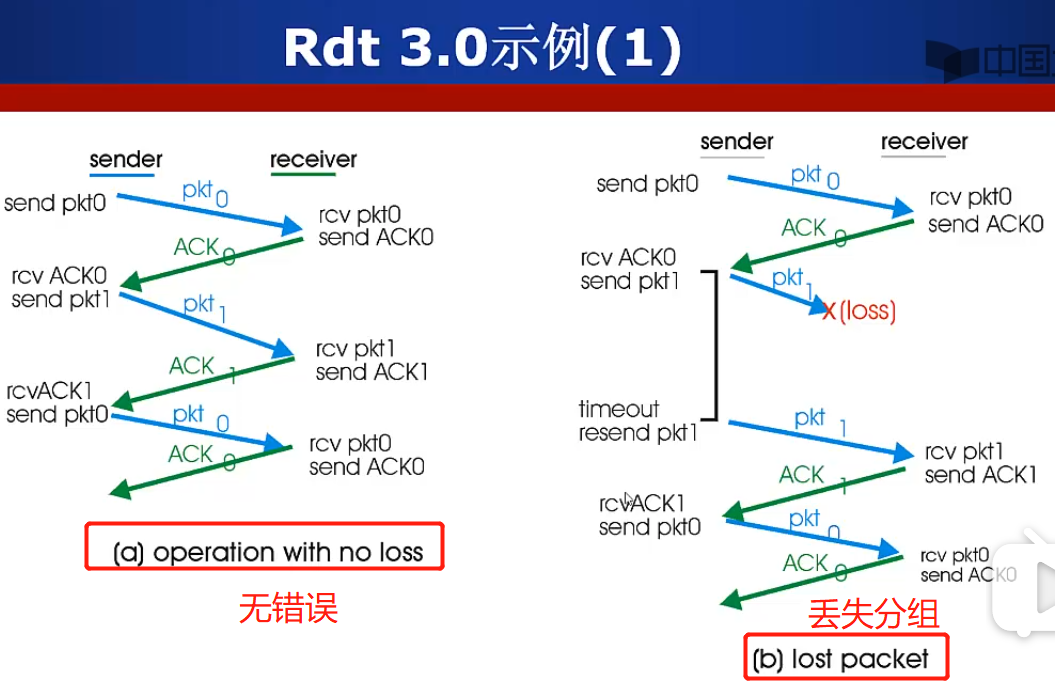 Rdt 3.0示例(1)
中国
sender
receiver
send pkt0
pkt 0
rcv pkt0
send ACK0
ACK 0
rcv ACK0
send pkt1
pkt 1
rcv pkt1
send ACK1
ACK 1
rcvACK1
send pkt0
pkt 0
rcv pkt0
send ACK0
ACK 0
(a) operation with no loss
无错误
sender
receiver
send pkt0
pkt 0
rcv pkt0
send ACK0
ACK 0
rcv ACK0
send pkt1
pkt 1
X(loss)
timeout
resend pkt1
pkt 1
rcv pkt1
send ACK1
ACK 1
rcvACK1
send pkt0
pkt 0
rcv pkt0
send ACK0
ACK 0
丢失分组
(b) lost packet